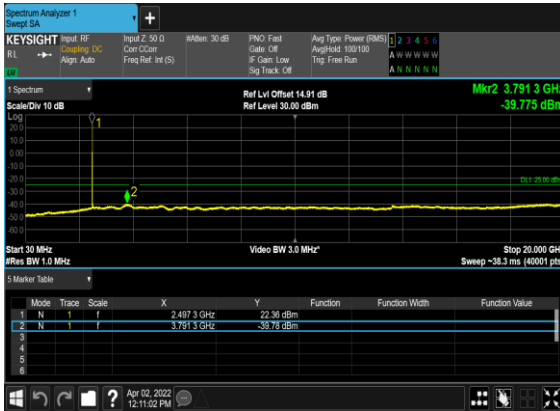 Spectrum Analyzer 1
Swept SA
+
KEYSIGHT Input: RF Input Z: 50 Ω #Atten: 30 dB PNO: Fast Avg Type: Power (RMS) 1 2 3 4 5 6
RL Coupling: DC Corr CCorr Gate: Off Avg|Hold: 100/100 A W W W W W
Align: Auto Freq Ref: Int (S) IF Gain: Low Trig: Free Run
Sig Track: Off A N N N N N
1 Spectrum Ref Lvl Offset 14.91 dB Mkr2 3.791 3 GHz
Scale/Div 10 dB Ref Level 30.00 dBm -39.775 dBm
Log
1
20.0
10.0
0.00
-10.0
-20.0
DL1 -25.00 dBm
-30.0
2
-40.0
-50.0
-60.0
Start 30 MHz Video BW 3.0 MHz* Stop 20.000 GHz
#Res BW 1.0 MHz Sweep ~38.3 ms (40001 pts)
5 Marker Table
Mode Trace Scale X Y Function Function Width Function Value
1 N 1 f 2.497 3 GHz 22.36 dBm
2 N 1 f 3.791 3 GHz -39.78 dBm
3
4
5
6
? Apr 02, 2022
12:11:02 PM